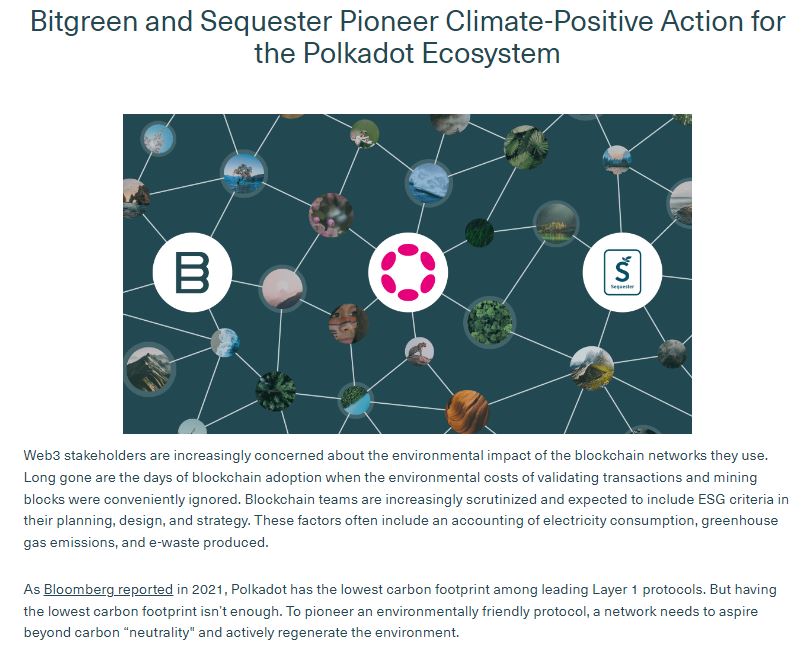 Bitgreen and Sequester Pioneer Climate-Positive Action for
the Polkadot Ecosystem
B
S
Sequester
Web3 stakeholders are increasingly concerned about the environmental impact of the blockchain networks they use.
Long gone are the days of blockchain adoption when the environmental costs of validating transactions and mining
blocks were conveniently ignored. Blockchain teams are increasingly scrutinized and expected to include ESG criteria in
their planning, design, and strategy. These factors often include an accounting of electricity consumption, greenhouse
gas emissions, and e-waste produced.
As Bloomberg reported in 2021, Polkadot has the lowest carbon footprint among leading Layer 1 protocols. But having
the lowest carbon footprint isn’t enough. To pioneer an environmentally friendly protocol, a network needs to aspire
beyond carbon “neutrality" and actively regenerate the environment.